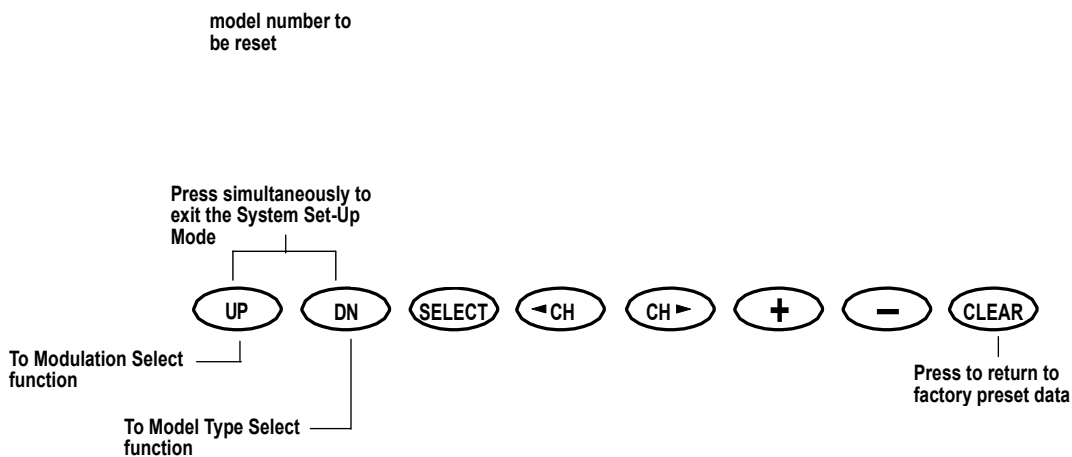 model number to
be reset
Press simultaneously to
exit the System Set-Up
Mode
UP DN SELECT ◄CH CH► + − CLEAR
To Modulation Select
function
Press to return to
factory preset data
To Model Type Select
function